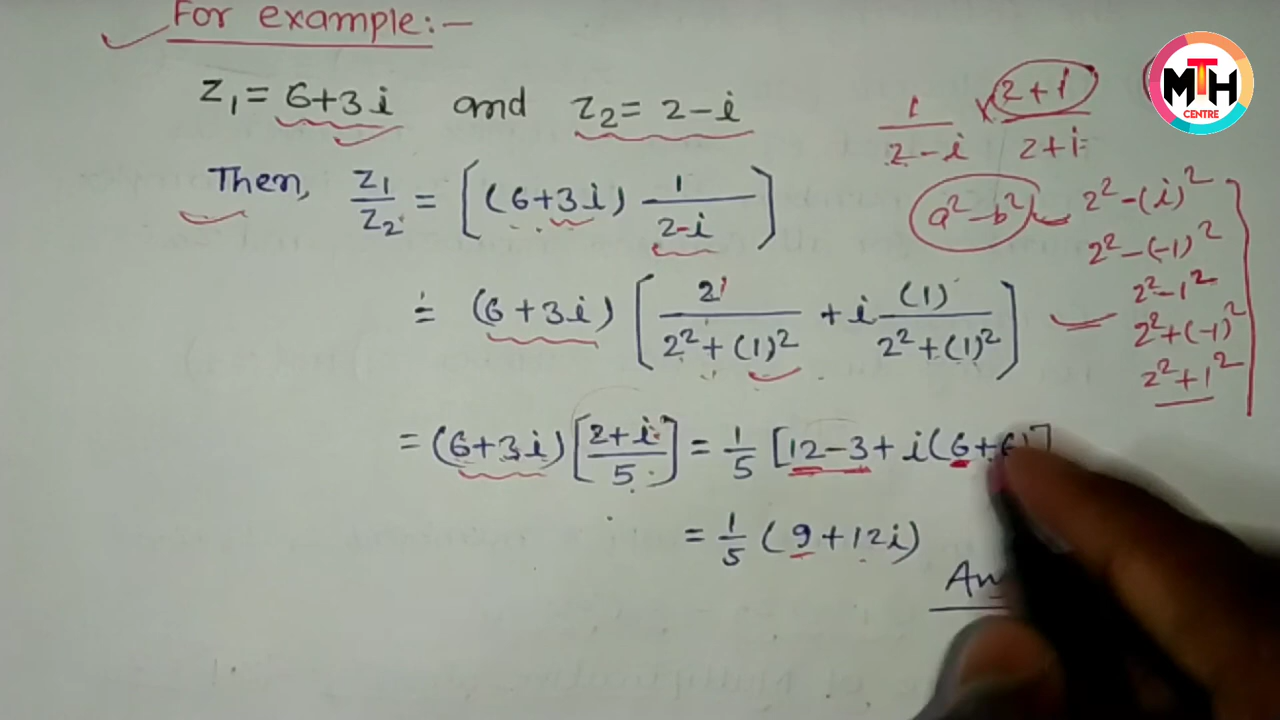 For example:-
z₁ = 6+3i and z₂ = 2-i
Then, z₁/z₂ = [(6+3i) 1/(2-i)]
= (6+3i) [2/(2²+(1)²) + i (1)/(2²+(1)²)]
= (6+3i) [(2+i)/5] = 1/5 [12-3+i(6+6)]
= 1/5 (9+12i)
1/(2-i) × (2+1)/(2+i)
a²-b²
2²-(i)²
2²-(-1)²
2²-1²
2²+(-1)²
2²+1²
MTH
CENTRE